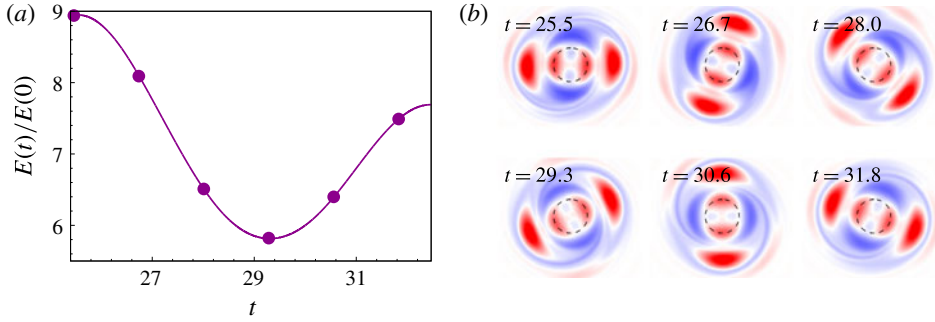 (a)
9
8
7
6
E(t)/E(0)
27
29
31
t
(b)
t = 25.5
t = 26.7
t = 28.0
t = 29.3
t = 30.6
t = 31.8